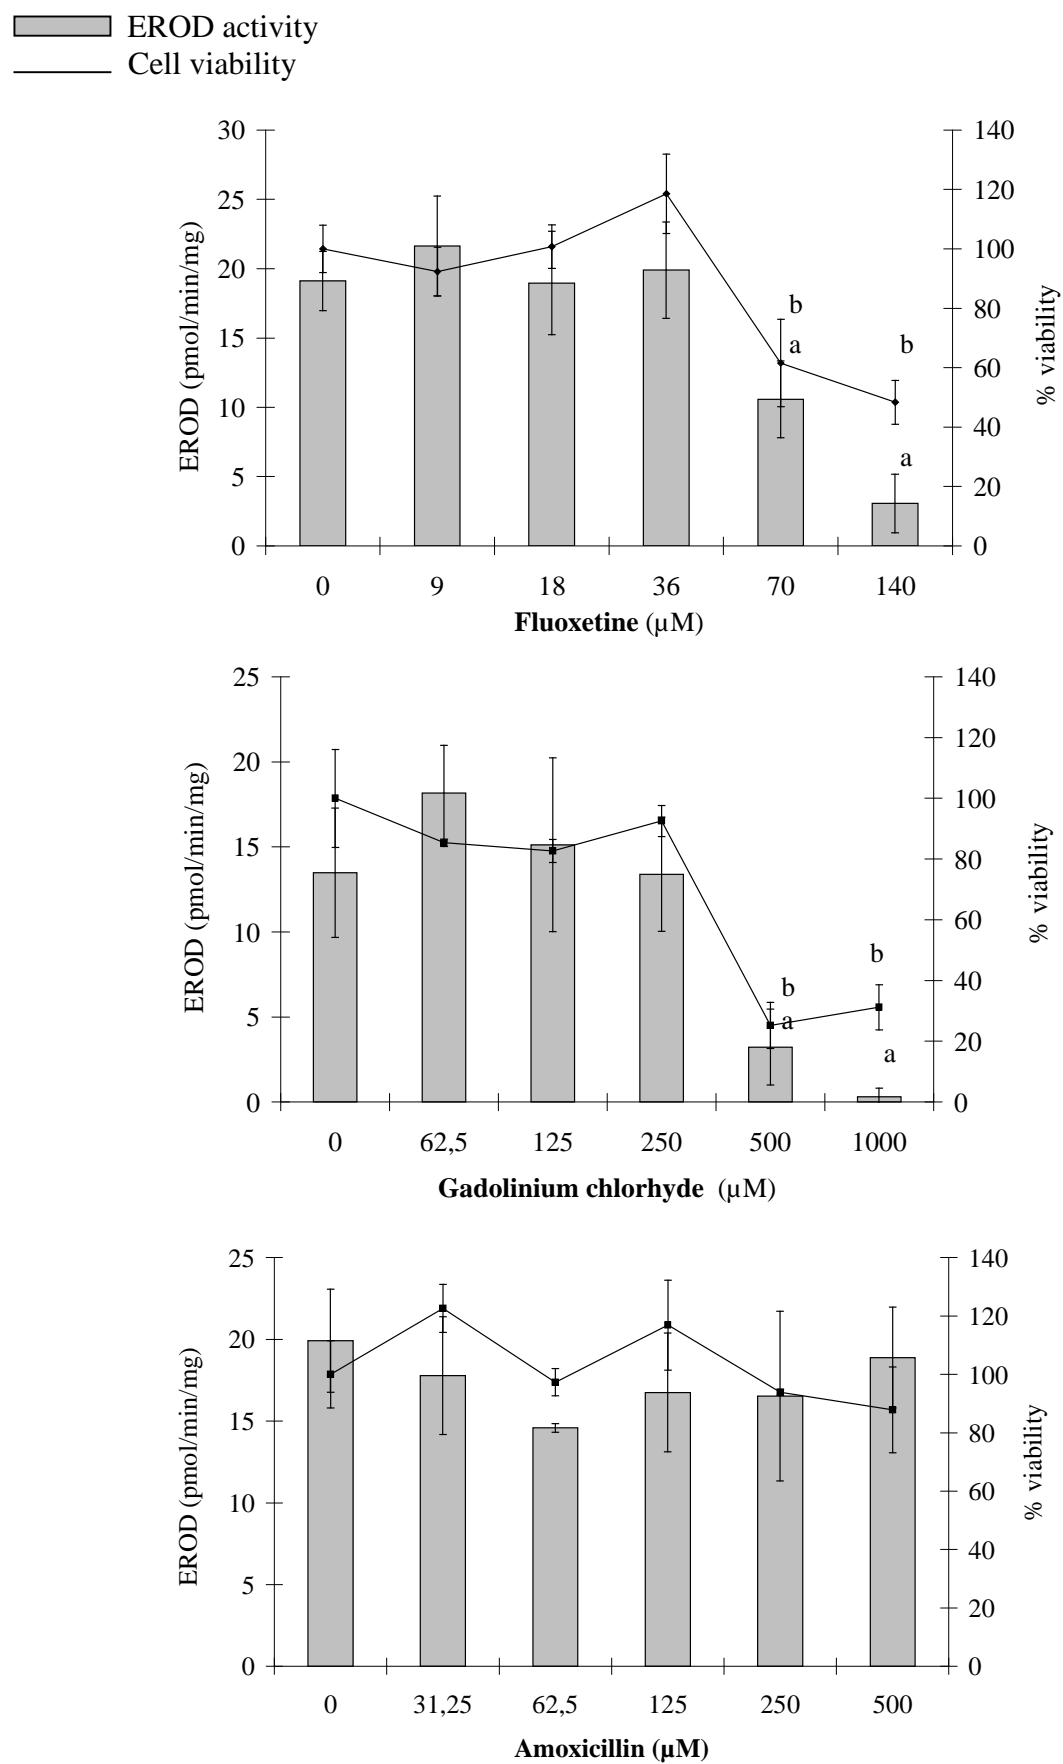 EROD activity
Cell viability
30
25
20
15
10
5
0
EROD (pmol/min/mg)
140
120
100
80
60
40
20
0
% viability
b
a
b
a
0 9 18 36 70 140
Fluoxetine (µM)
25
20
15
10
5
0
EROD (pmol/min/mg)
140
120
100
80
60
40
20
0
% viability
b
a
b
a
0 62,5 125 250 500 1000
Gadolinium chlorhyde (µM)
25
20
15
10
5
0
EROD (pmol/min/mg)
140
120
100
80
60
40
20
0
% viability
0 31,25 62,5 125 250 500
Amoxicillin (µM)